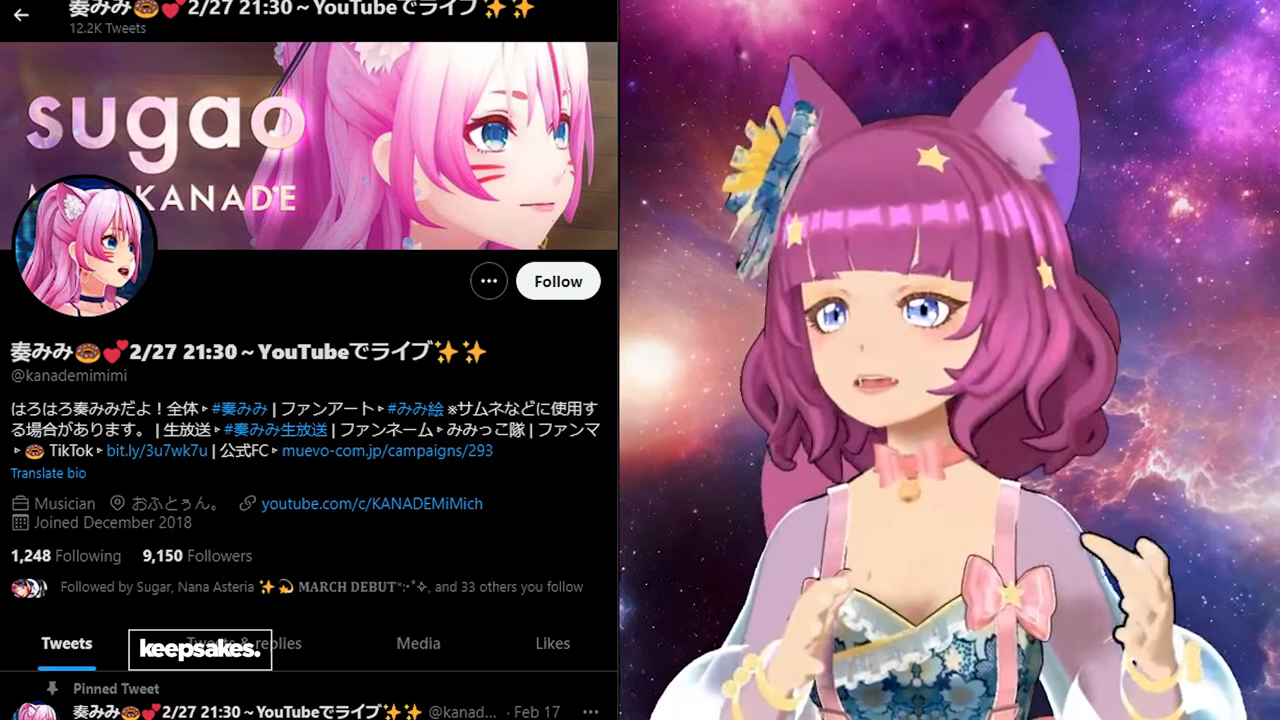 奏みみ🍩💕2/27 21:30~YouTubeでライブ✨✨
12.2K Tweets
sugao
KANADE
Follow
奏みみ🍩💕2/27 21:30~YouTubeでライブ✨✨
@kanademimimi
はろはろ奏みみだよ！全体▹#奏みみ | ファンアート▹#みみ絵 ※サムネなどに使用す
る場合があります。 | 生放送▹#奏みみ生放送 | ファンネーム▹みみっこ隊 | ファンマ
▹🍩 TikTok▹bit.ly/3u7wk7u | 公式FC▹muevo-com.jp/campaigns/293
Translate bio
Musician おふとぅん。 youtube.com/c/KANADEMiMich
Joined December 2018
1,248 Following 9,150 Followers
Followed by Sugar, Nana Asteria ✨💫 MARCH DEBUT*:･ﾟ✧, and 33 others you follow
Tweets Tweets & replies Media Likes
keepsakes.
Pinned Tweet
奏みみ🍩💕2/27 21:30~YouTubeでライブ✨✨ @kanad... · Feb 17